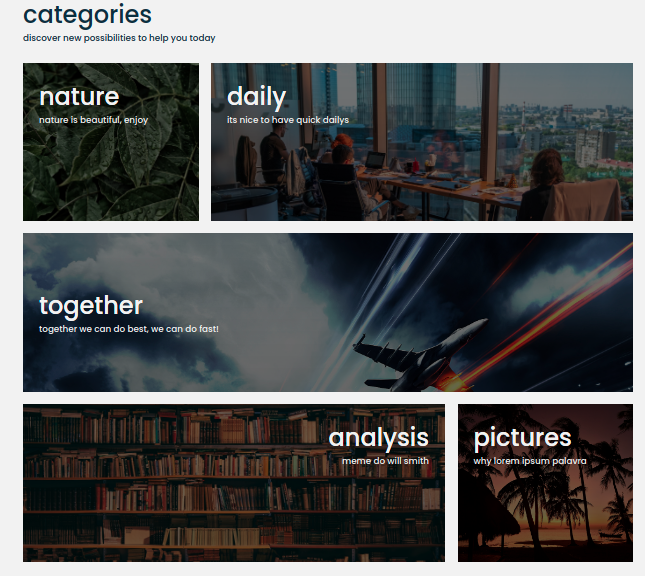 categories
discover new possibilities to help you today
nature
nature is beautiful, enjoy
daily
its nice to have quick dailys
together
together we can do best, we can do fast!
analysis
meme do will smith
pictures
why lorem ipsum palavra